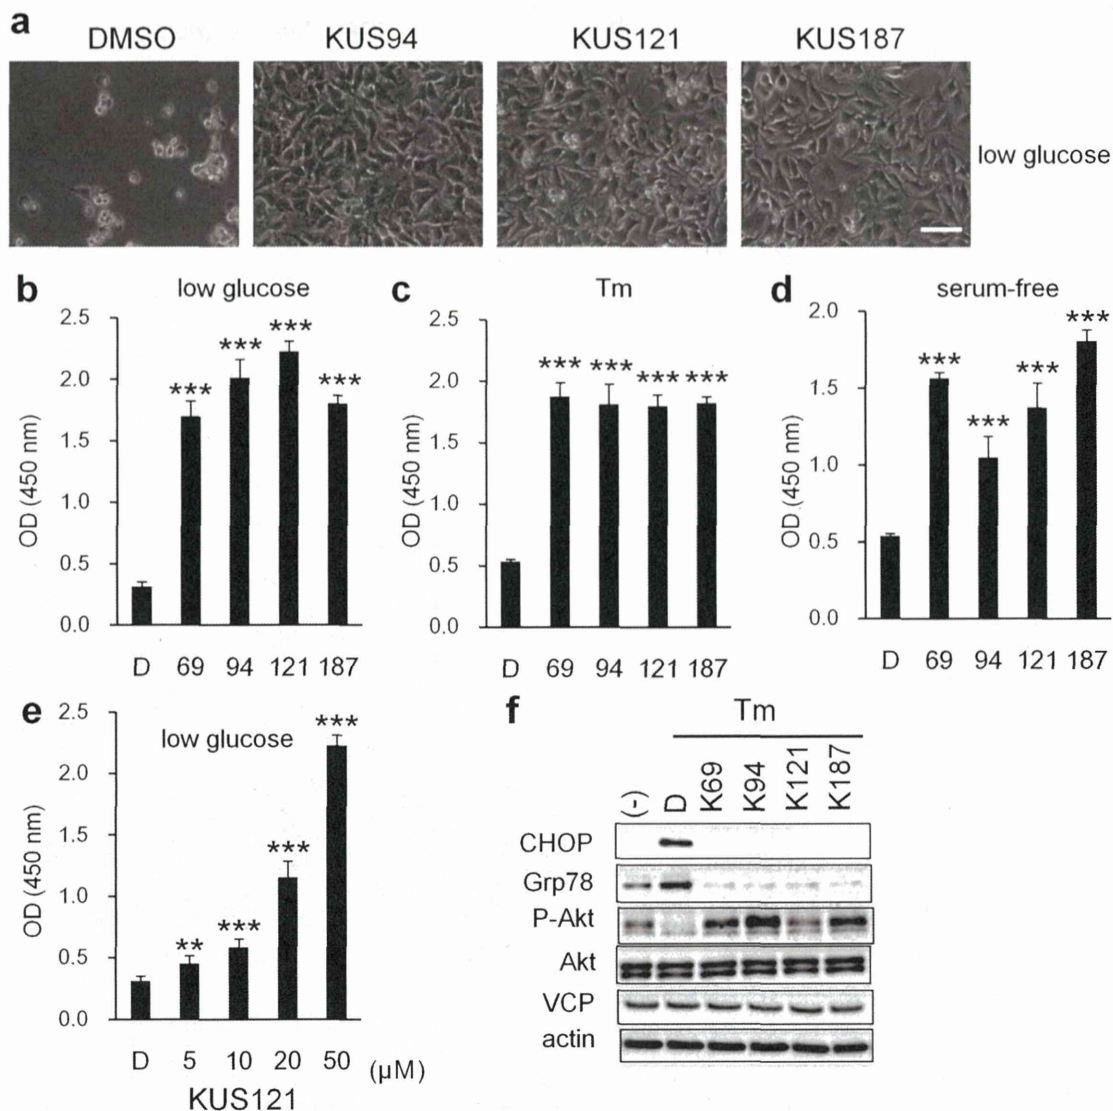 a
DMSO KUS94 KUS121 KUS187
low glucose
b
low glucose
2.5
2.0
1.5
1.0
0.5
0.0
OD (450 nm)
*** *** *** ***
D 69 94 121 187
c
Tm
2.5
2.0
1.5
1.0
0.5
0.0
OD (450 nm)
*** *** *** ***
D 69 94 121 187
d
serum-free
2.0
1.5
1.0
0.5
0.0
OD (450 nm)
*** *** *** ***
D 69 94 121 187
e
low glucose
2.5
2.0
1.5
1.0
0.5
0.0
OD (450 nm)
** *** *** ***
D 5 10 20 50 (μM)
KUS121
f
Tm
(-) D K69 K94 K121 K187
CHOP
Grp78
P-Akt
Akt
VCP
actin